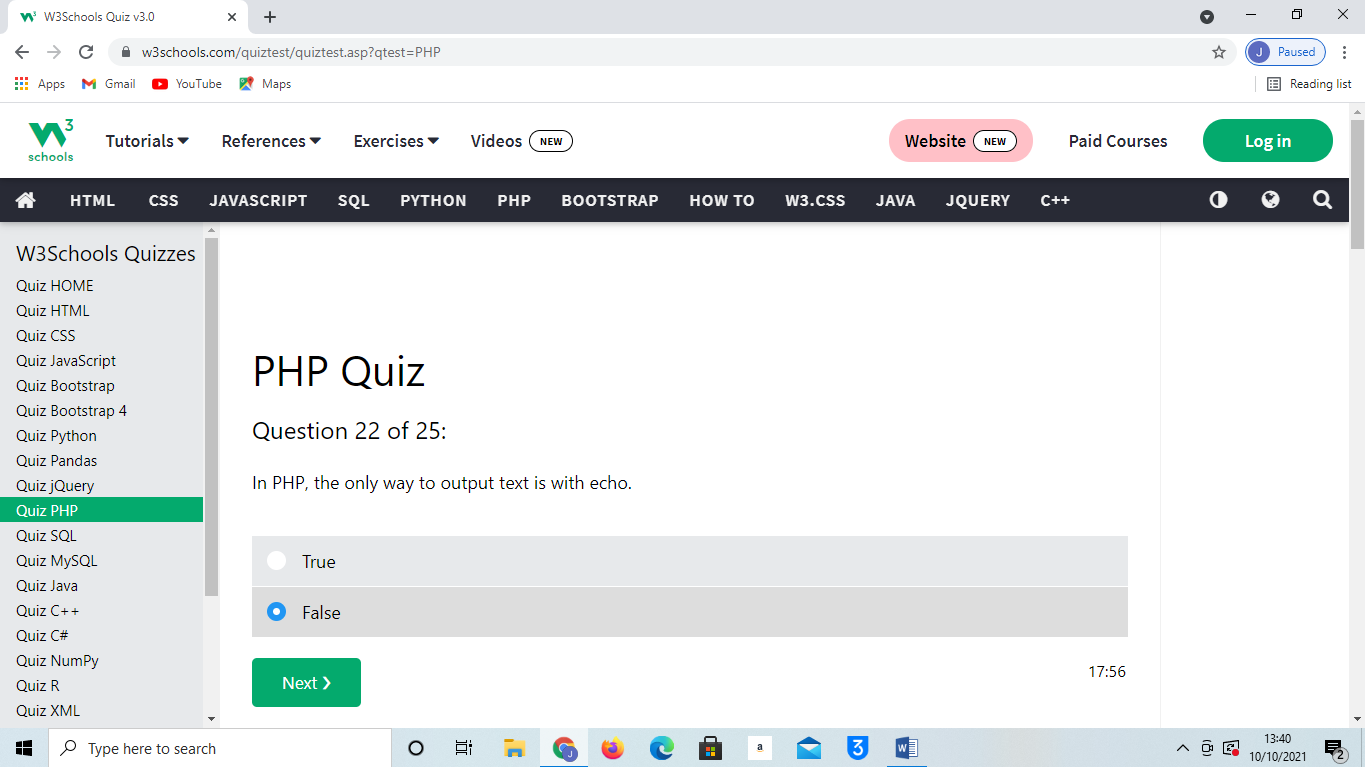 W3Schools Quiz v3.0
w3schools.com/quiztest/quiztest.asp?qtest=PHP
J Paused
Apps Gmail YouTube Maps Reading list
W3 schools
Tutorials References Exercises Videos NEW Website NEW Paid Courses Log in
HTML CSS JAVASCRIPT SQL PYTHON PHP BOOTSTRAP HOW TO W3.CSS JAVA JQUERY C++
W3Schools Quizzes
Quiz HOME
Quiz HTML
Quiz CSS
Quiz JavaScript
Quiz Bootstrap
Quiz Bootstrap 4
Quiz Python
Quiz Pandas
Quiz jQuery
Quiz PHP
Quiz SQL
Quiz MySQL
Quiz Java
Quiz C++
Quiz C#
Quiz NumPy
Quiz R
Quiz XML
PHP Quiz
Question 22 of 25:
In PHP, the only way to output text is with echo.
True
False
Next ❯
17:56
Type here to search
13:40
10/10/2021
2